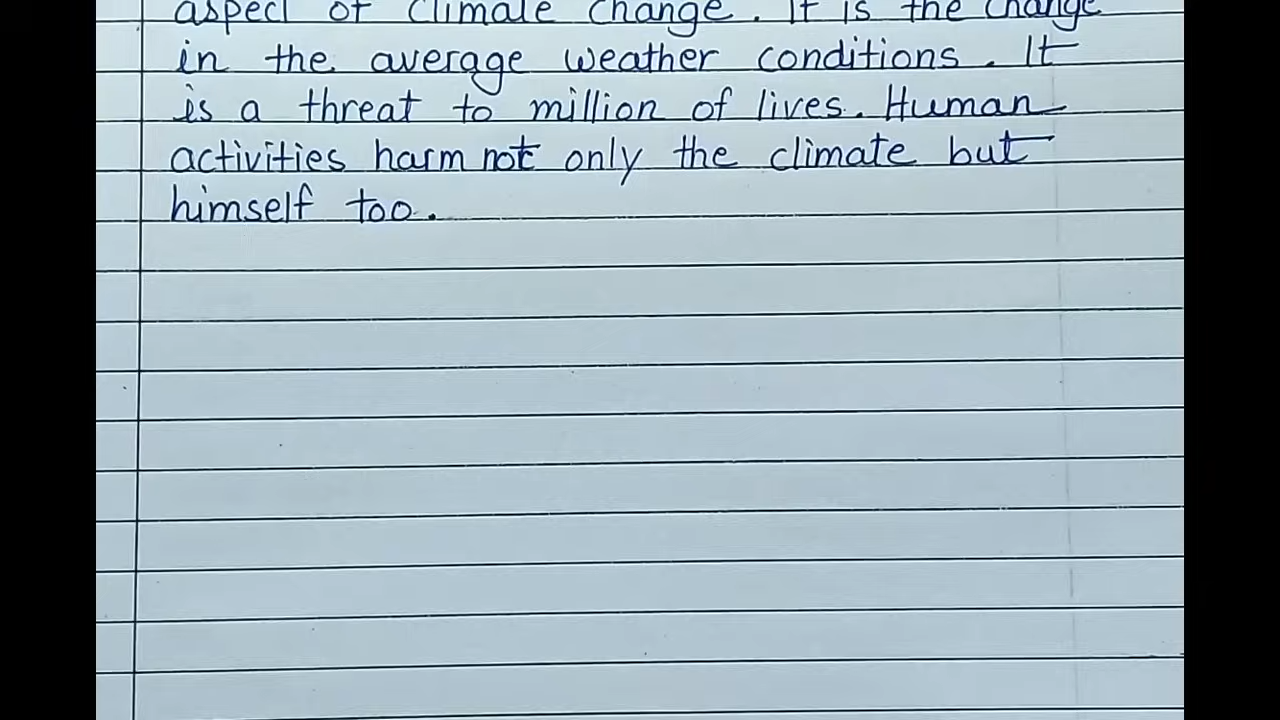 aspect of climate change. It is the change
in the average weather conditions. It
is a threat to million of lives. Human
activities harm not only the climate but
himself too.